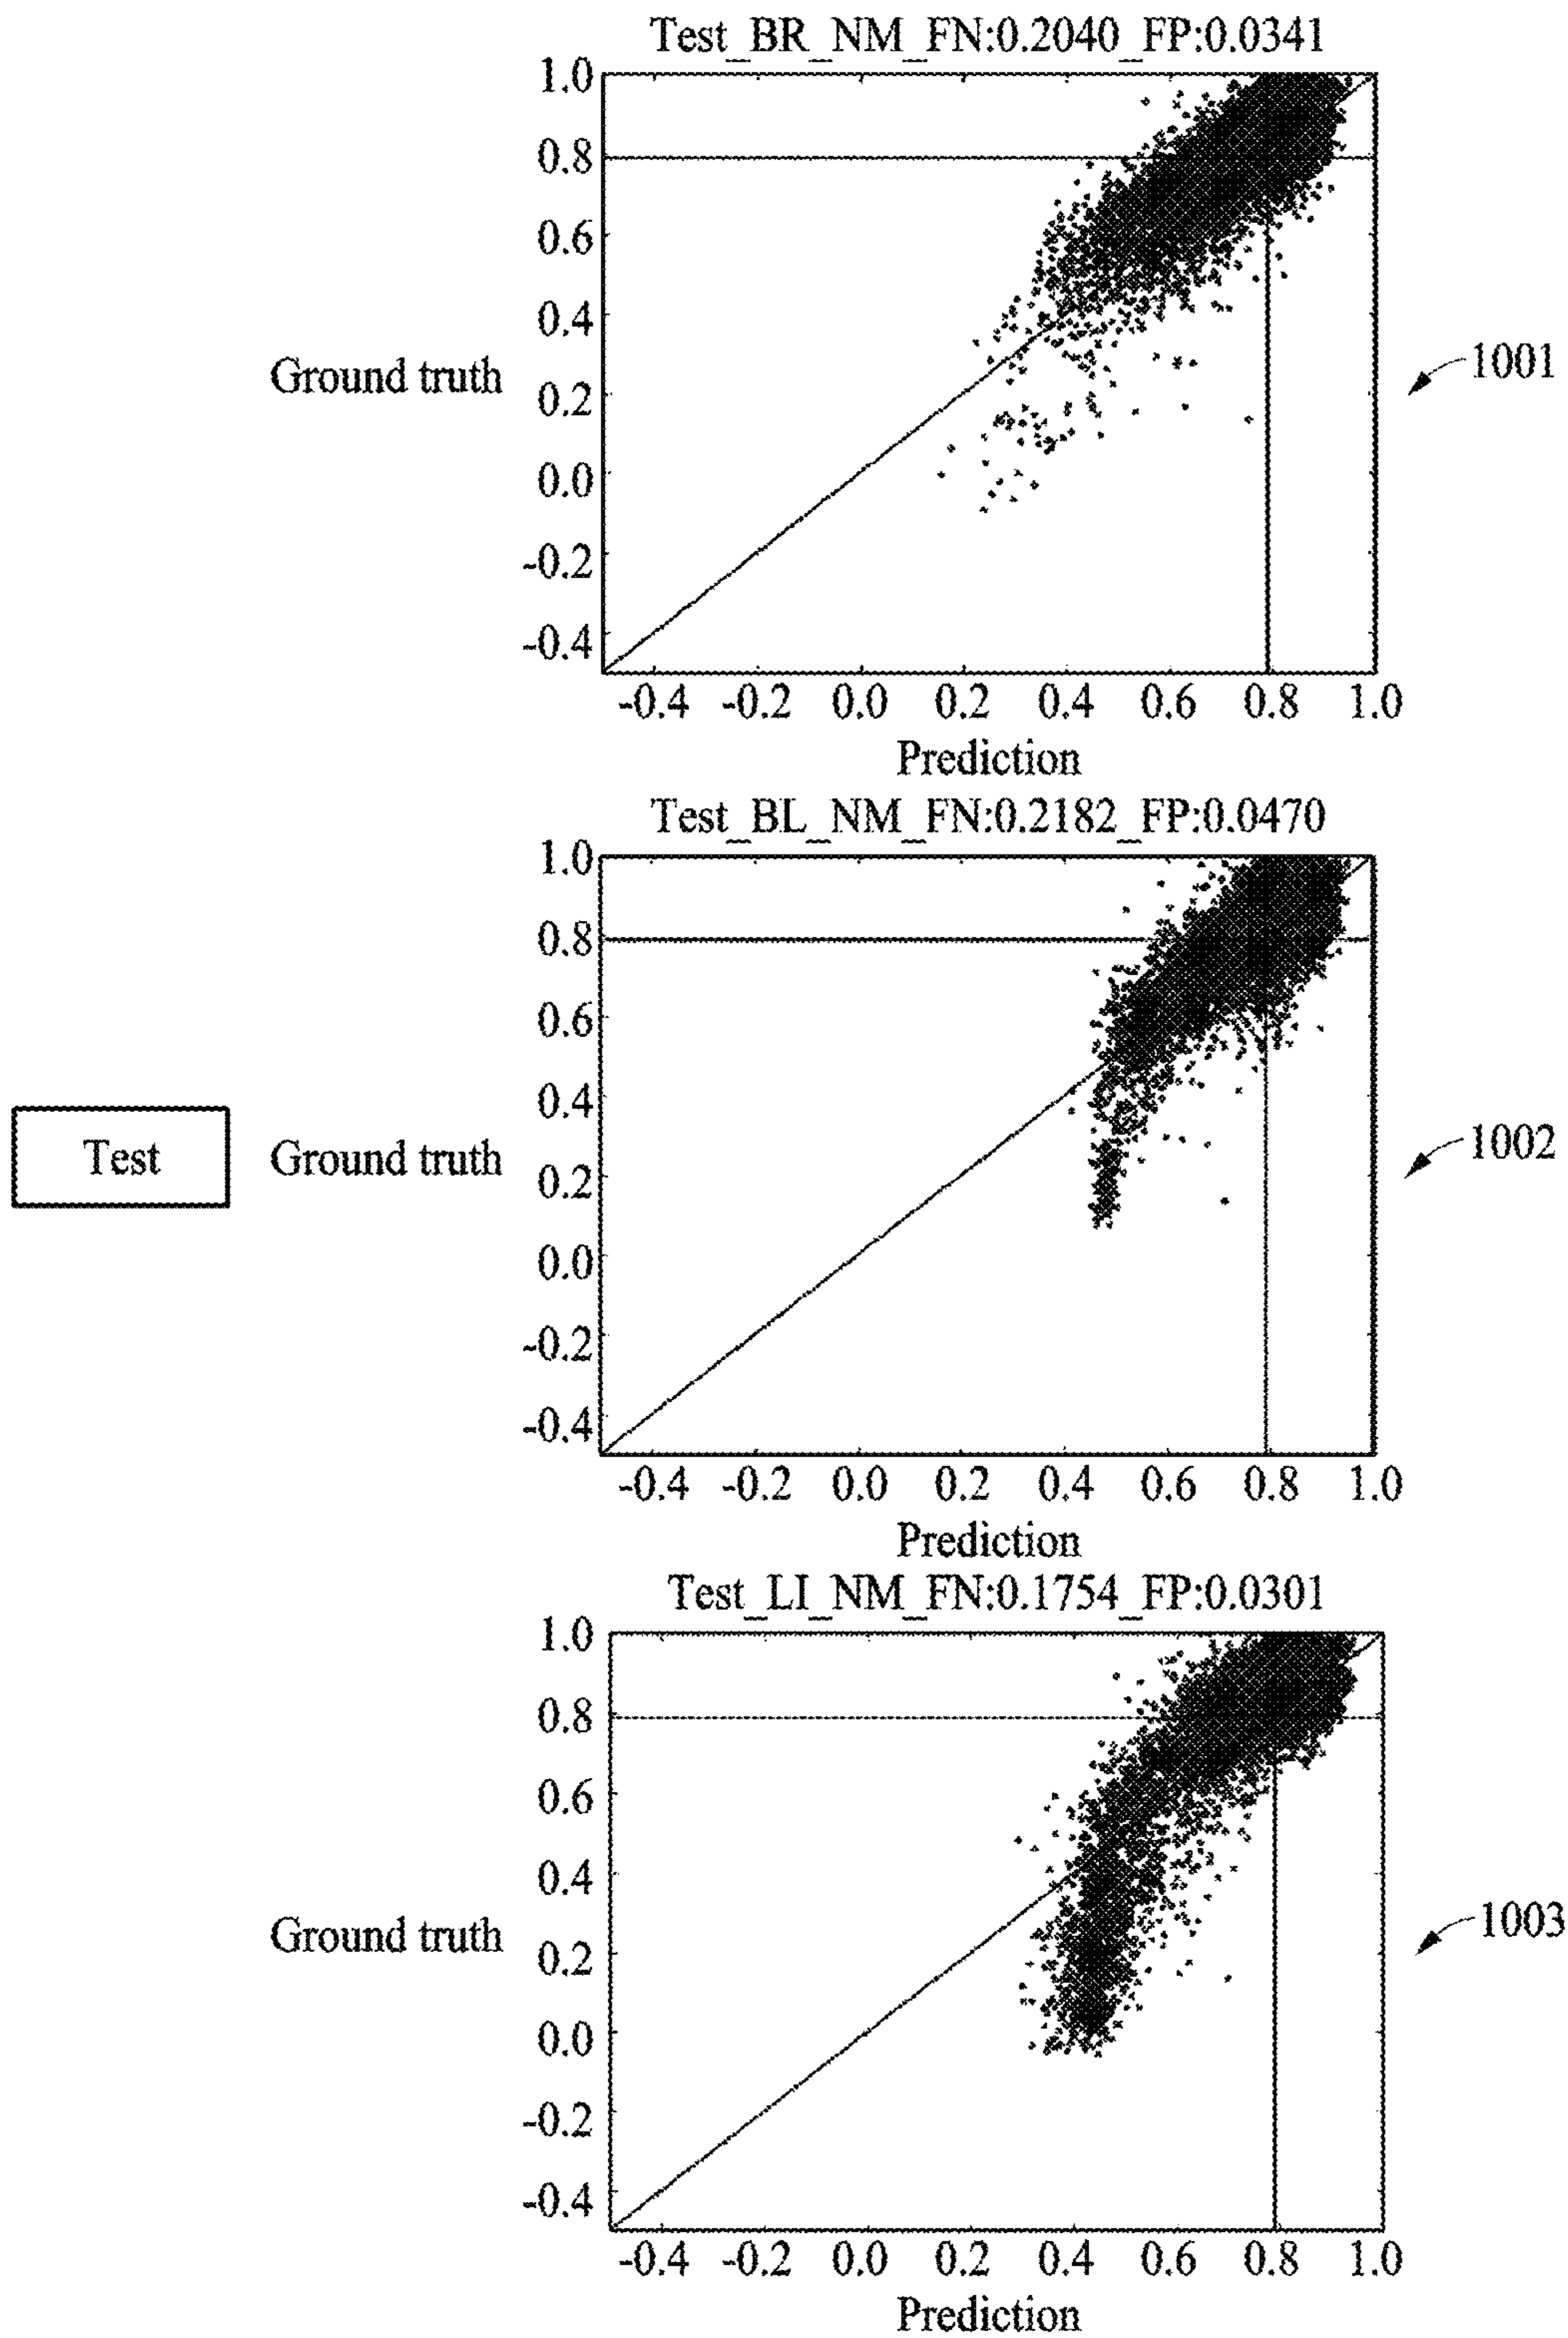 Test_BR_NM_FN:0.2040_FP:0.0341
1.0
0.8
0.6
0.4
0.2
0.0
-0.2
-0.4
Ground truth
1001
-0.4 -0.2 0.0 0.2 0.4 0.6 0.8 1.0
Prediction
Test_BL_NM_FN:0.2182_FP:0.0470
1.0
0.8
0.6
0.4
0.2
0.0
-0.2
-0.4
Test
Ground truth
1002
-0.4 -0.2 0.0 0.2 0.4 0.6 0.8 1.0
Prediction
Test_LI_NM_FN:0.1754_FP:0.0301
1.0
0.8
0.6
0.4
0.2
0.0
-0.2
-0.4
Ground truth
1003
-0.4 -0.2 0.0 0.2 0.4 0.6 0.8 1.0
Prediction